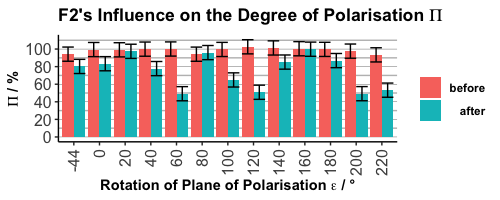 F2's Influence on the Degree of Polarisation Π
Π / %
100
80
60
40
20
0
-44 0 20 40 60 80 100 120 140 160 180 200 220
Rotation of Plane of Polarisation ε / °
before
after